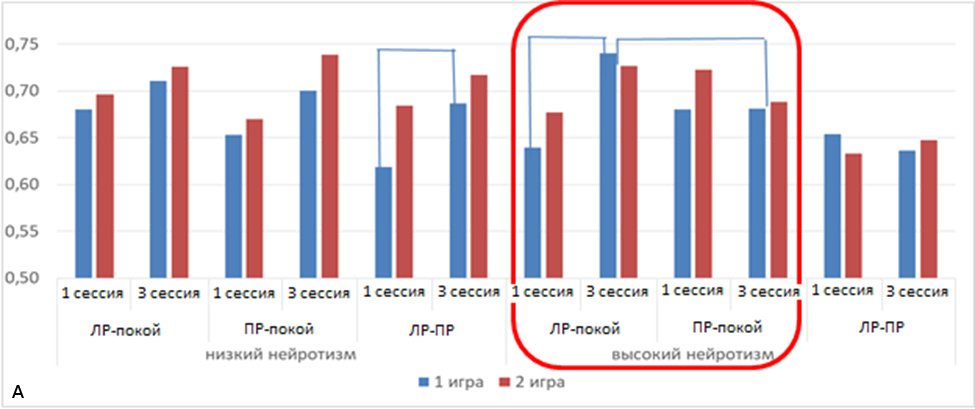 0,75
0,70
0,65
0,60
0,55
0,50
1 сессия 3 сессия 1 сессия 3 сессия 1 сессия 3 сессия 1 сессия 3 сессия 1 сессия 3 сессия 1 сессия 3 сессия
ЛР-покой ПР-покой ЛР-ПР ЛР-покой ПР-покой ЛР-ПР
низкий нейротизм высокий нейротизм
1 игра 2 игра
А